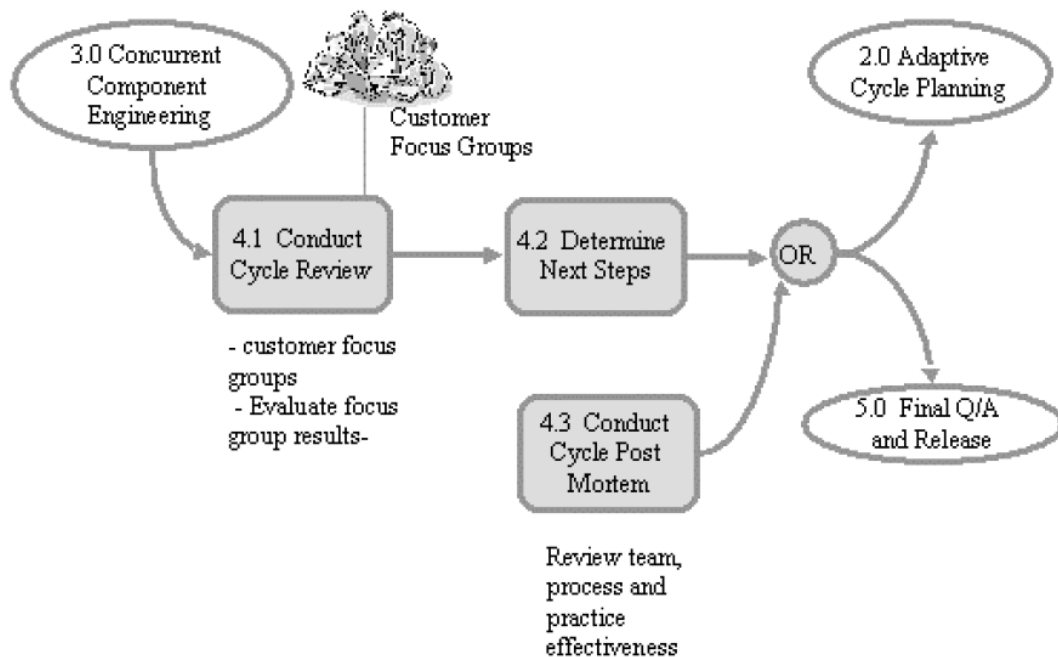 3.0 Concurrent
Component
Engineering
Customer
Focus Groups
2.0 Adaptive
Cycle Planning
4.1 Conduct
Cycle Review
4.2 Determine
Next Steps
OR
- customer focus
groups
- Evaluate focus
group results-
4.3 Conduct
Cycle Post
Mortem
5.0 Final Q/A
and Release
Review team,
process and
practice
effectiveness